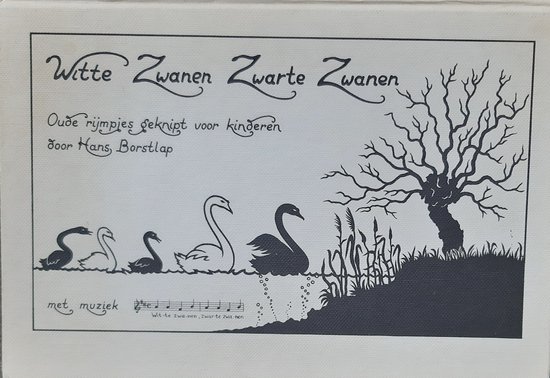 Witte Zwanen Zwarte Zwanen
Oude rijmpjes geknipt voor kinderen
door Hans Borstlap
met muziek
Wit-te Zwa-nen, Zwar-te Zwa-nen